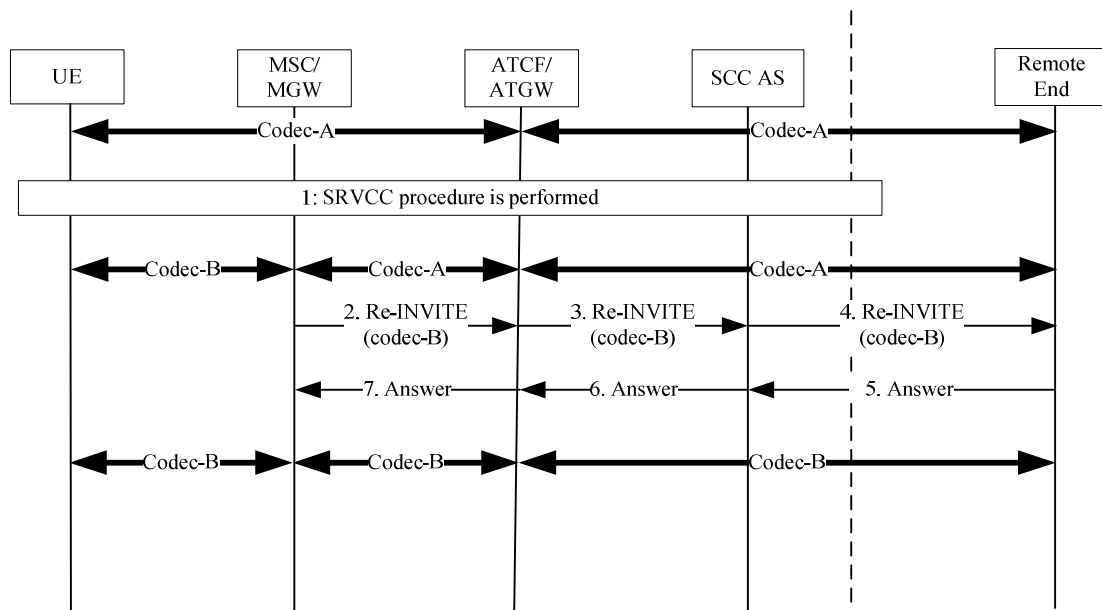 UE
MSC/
MGW
ATCF/
ATGW
SCC AS
Remote
End
Codec-A
Codec-A
1: SRVCC procedure is performed
Codec-B
Codec-A
Codec-A
2. Re-INVITE
(codec-B)
3. Re-INVITE
(codec-B)
4. Re-INVITE
(codec-B)
7. Answer
6. Answer
5. Answer
Codec-B
Codec-B
Codec-B